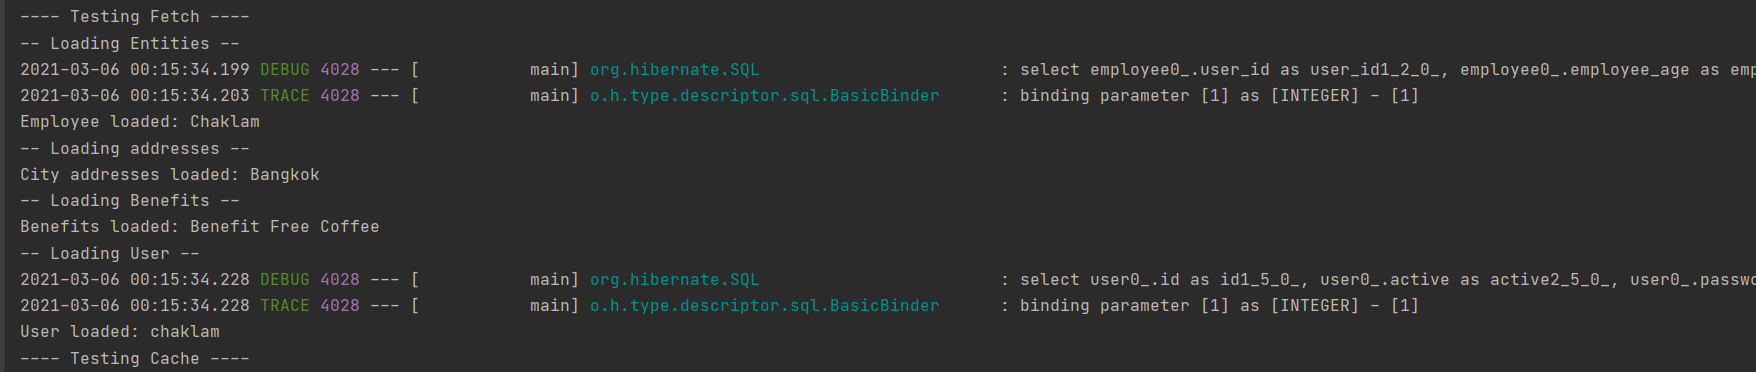 ---- Testing Fetch ----
-- Loading Entities --
2021-03-06 00:15:34.199 DEBUG 4028 --- [           main] org.hibernate.SQL                        : select employee0_.user_id as user_id1_2_0_, employee0_.employee_age as emp
2021-03-06 00:15:34.203 TRACE 4028 --- [           main] o.h.type.descriptor.sql.BasicBinder      : binding parameter [1] as [INTEGER] - [1]
Employee loaded: Chaklam
-- Loading addresses --
City addresses loaded: Bangkok
-- Loading Benefits --
Benefits loaded: Benefit Free Coffee
-- Loading User --
2021-03-06 00:15:34.228 DEBUG 4028 --- [           main] org.hibernate.SQL                        : select user0_.id as id1_5_0_, user0_.active as active2_5_0_, user0_.passwo
2021-03-06 00:15:34.228 TRACE 4028 --- [           main] o.h.type.descriptor.sql.BasicBinder      : binding parameter [1] as [INTEGER] - [1]
User loaded: chaklam
---- Testing Cache ----